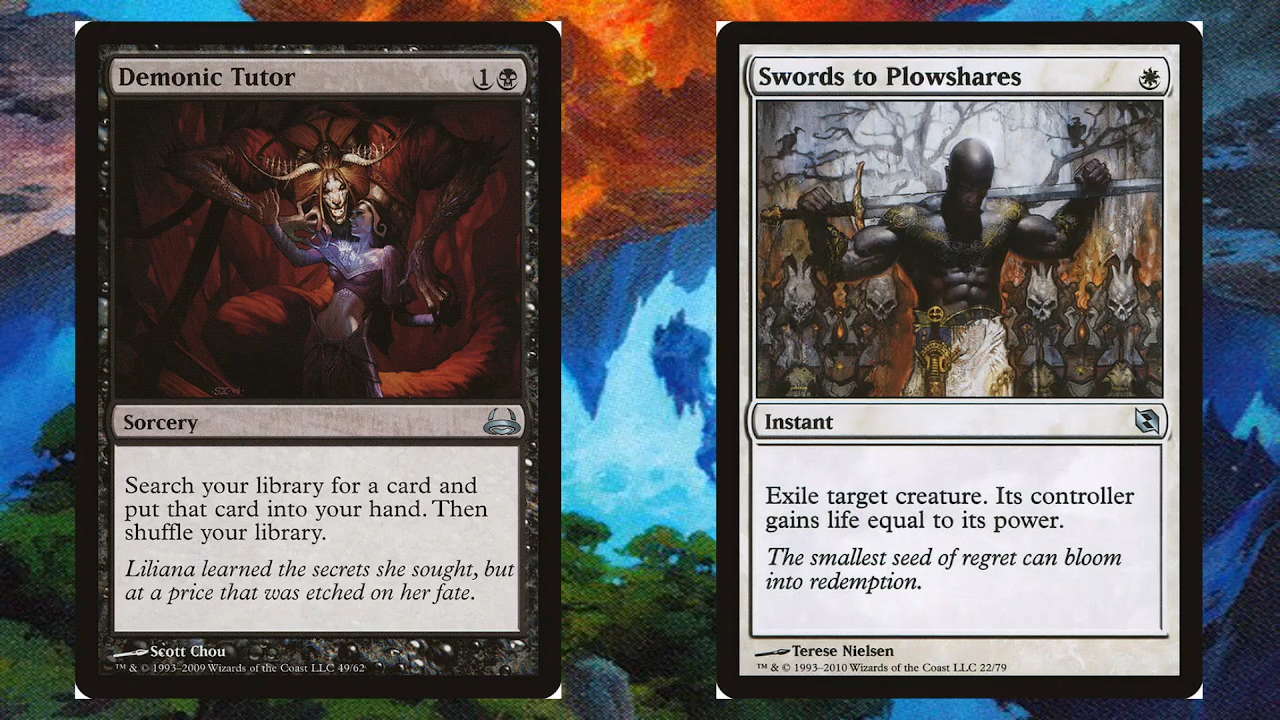 Demonic Tutor
1
Sorcery
Search your library for a card and
put that card into your hand. Then
shuffle your library.
Liliana learned the secrets she sought, but
at a price that was etched on her fate.
Scott Chou
™ & © 1993–2009 Wizards of the Coast LLC 49/62
Swords to Plowshares
Instant
Exile target creature. Its controller
gains life equal to its power.
The smallest seed of regret can bloom
into redemption.
Terese Nielsen
™ & © 1993–2010 Wizards of the Coast LLC 22/79